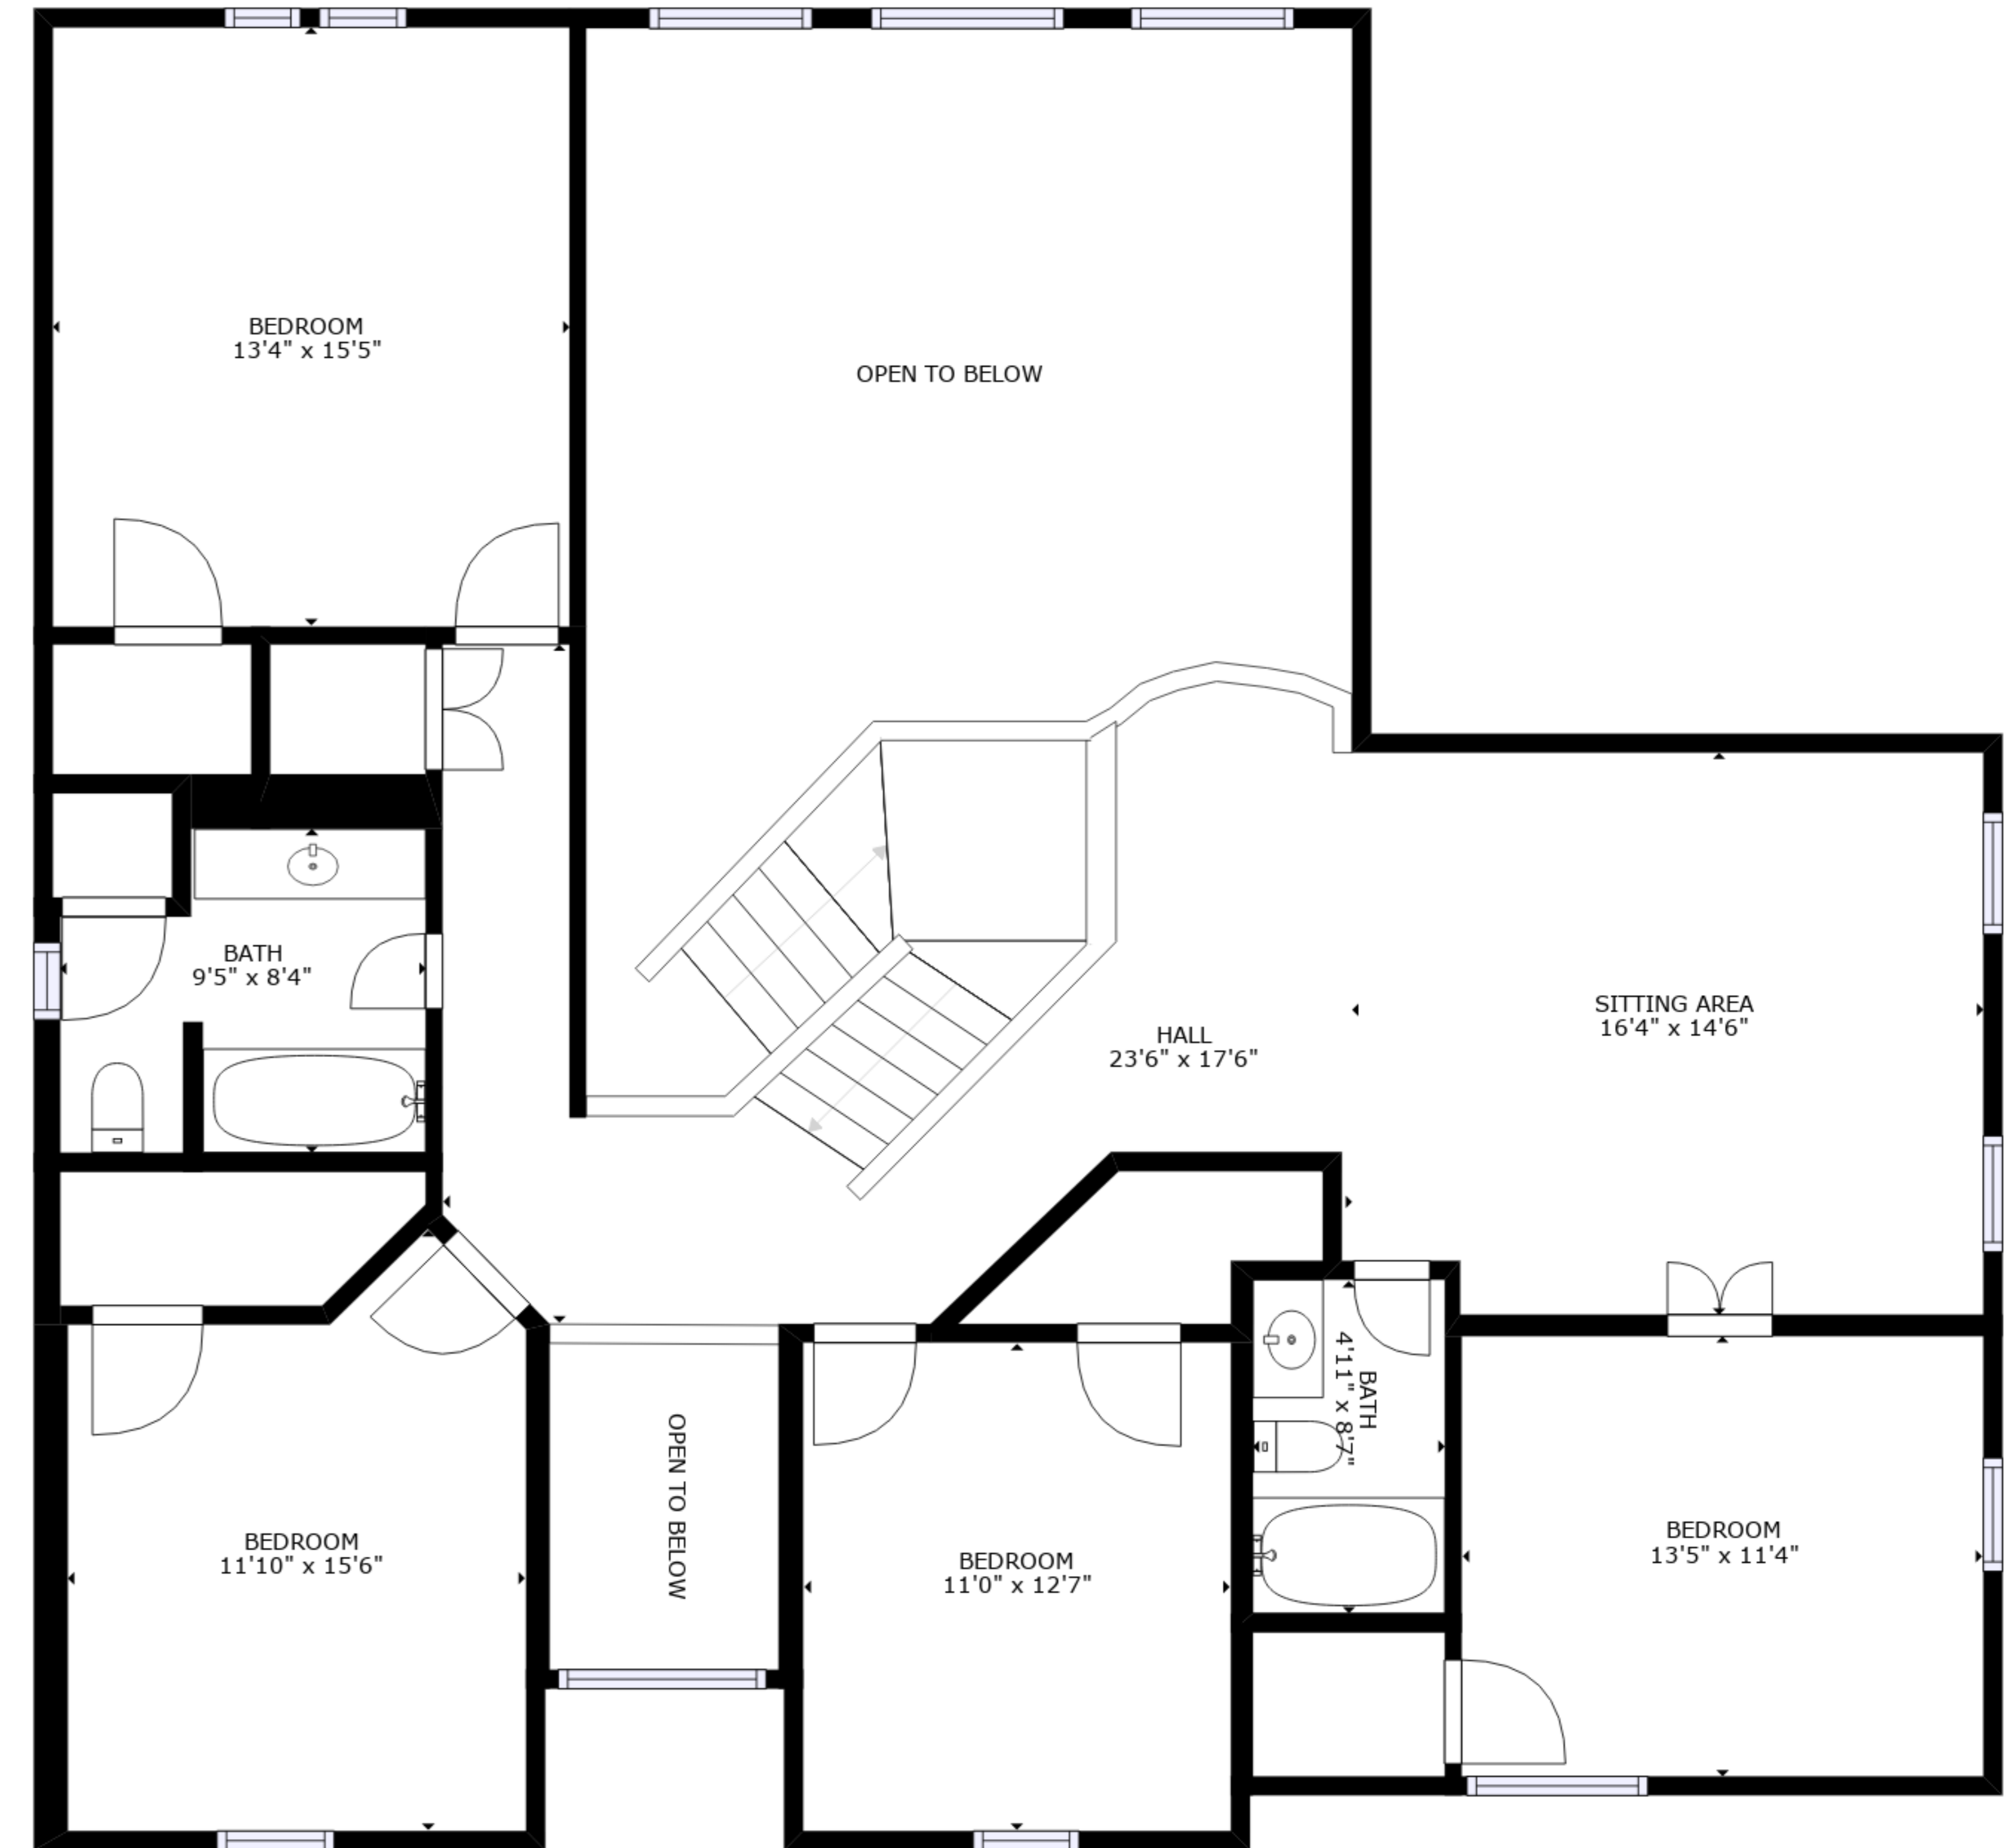 BEDROOM
13'4" x 15'5"
OPEN TO BELOW
BATH
9'5" x 8'4"
SITTING AREA
16'4" x 14'6"
HALL
23'6" x 17'6"
BATH
4'11" x 8'7"
OPEN TO BELOW
BEDROOM
11'10" x 15'6"
BEDROOM
11'0" x 12'7"
BEDROOM
13'5" x 11'4"